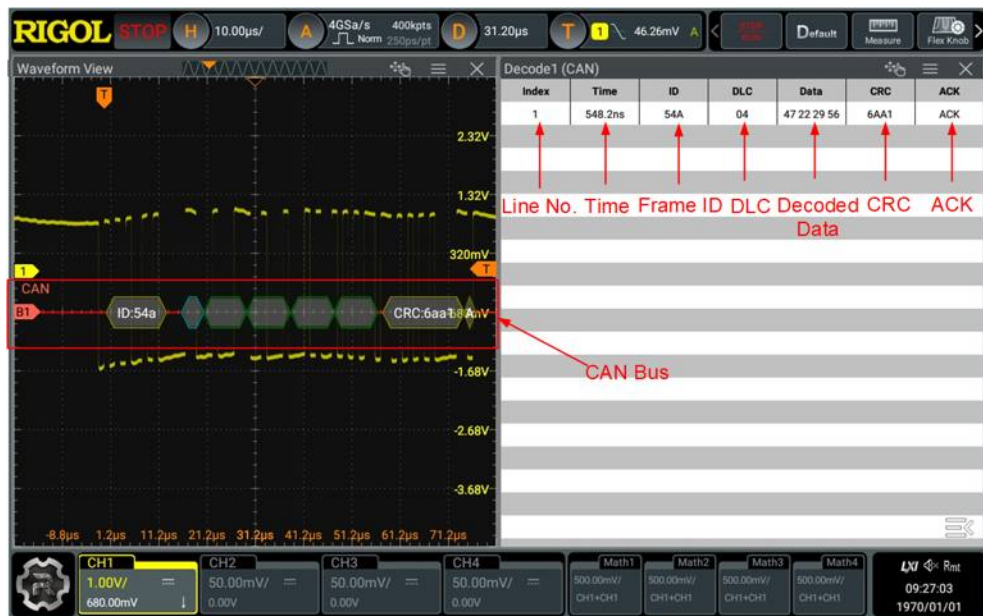 RIGOL STOP H 10.00μs/ A 4GSa/s 400kpts Norm 250ps/pt D 31.20μs T 1 46.26mV A STOP RUN Default Measure Flex Knob
Waveform View
Decode1 (CAN)
Index Time ID DLC Data CRC ACK
1 548.2ns 54A 04 47 22 29 56 6AA1 ACK
Line No. Time Frame ID DLC Decoded Data CRC ACK
T
2.32V
1.32V
320mV
1
T
CAN
B1 ID:54a CRC:6aa1 A.
CAN Bus
-1.68V
-2.68V
-3.68V
-8.8μs 1.2μs 11.2μs 21.2μs 31.2μs 41.2μs 51.2μs 61.2μs 71.2μs
CH1 CH2 CH3 CH4 Math1 Math2 Math3 Math4 LXI Rmt
1.00V/ 50.00mV/ 50.00mV/ 50.00mV/ 500.00mV/ 500.00mV/ 500.00mV/ 500.00mV/
680.00mV 0.00V 0.00V 0.00V CH1+CH1 CH1+CH1 CH1+CH1 CH1+CH1
09:27:03
1970/01/01